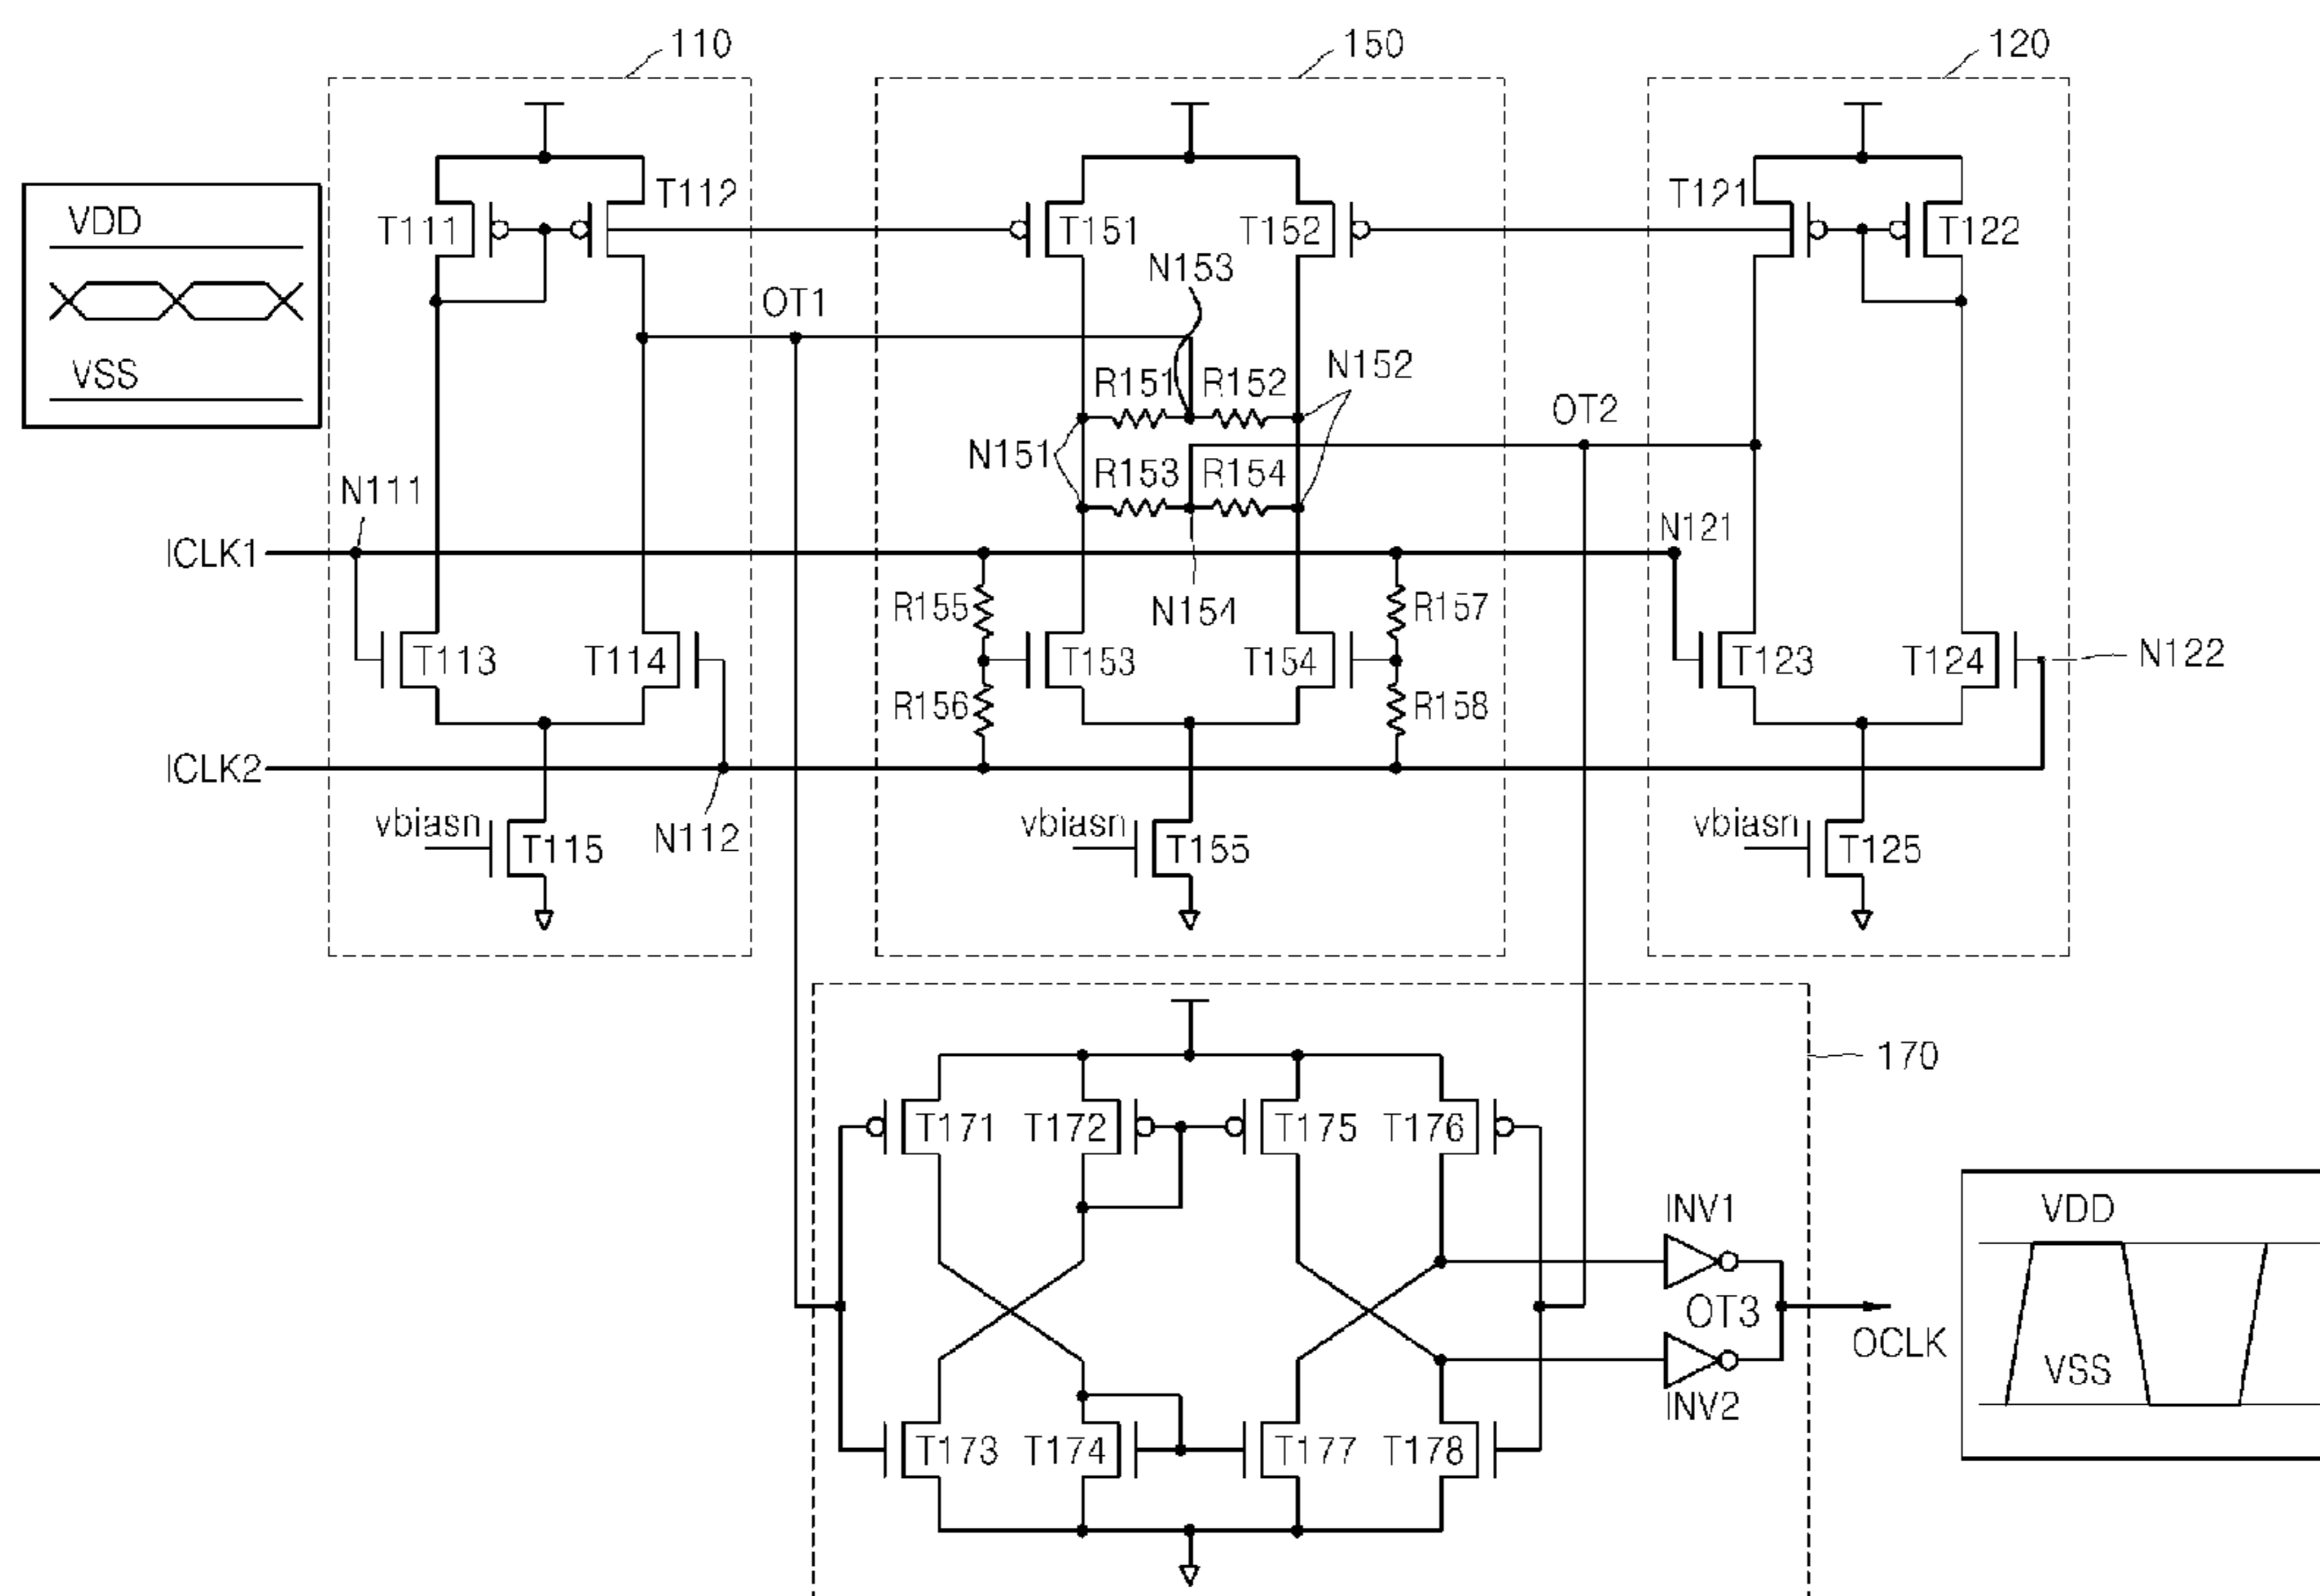 110
150
120
VDD
VSS
T111
T112
T151
T152
T121
T122
N153
OT1
R151
R152
N152
OT2
N151
R153
R154
N111
N121
ICLK1
R155
N154
R157
T113
T114
T153
T154
T123
T124
N122
R156
R158
ICLK2
vbiasn
T115
N112
vbiasn
T155
vbiasn
T125
170
T171
T172
T175
T176
INV1
VDD
OT3
OCLK
VSS
INV2
T173
T174
T177
T178